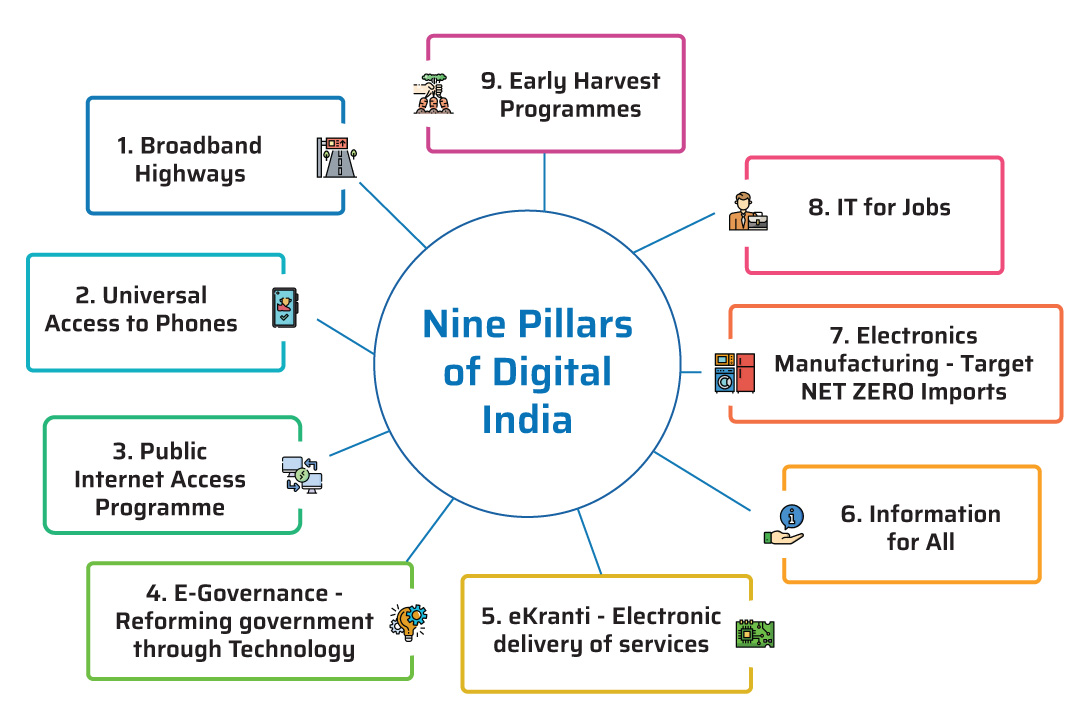 Nine Pillars
of Digital
India
1. Broadband
Highways
2. Universal
Access to Phones
3. Public
Internet Access
Programme
4. E-Governance -
Reforming government
through Technology
5. eKranti - Electronic
delivery of services
6. Information
for All
7. Electronics
Manufacturing - Target
NET ZERO Imports
8. IT for Jobs
9. Early Harvest
Programmes